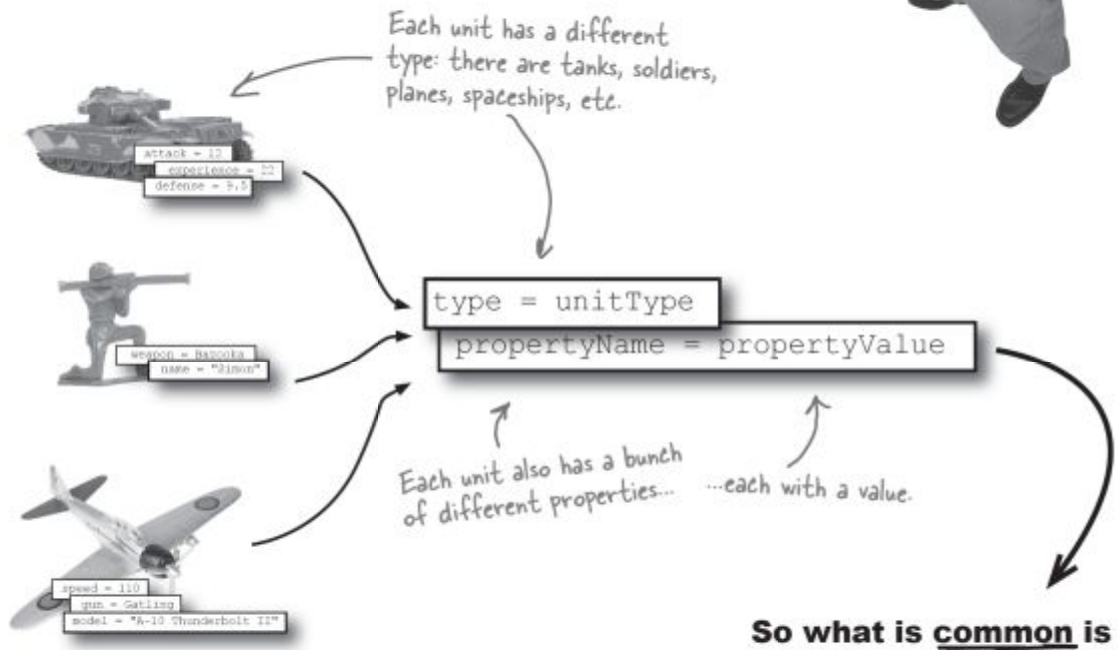 Each unit has a different
type: there are tanks, soldiers,
planes, spaceships, etc.
attack = 12
experience = 22
defense = 9.5
type = unitType
propertyName = propertyValue
weapon = Bazooka
name = "Simon"
Each unit also has a bunch
of different properties...
...each with a value.
speed = 110
gun = Gatling
model = "A-10 Thunderbolt II"
So what is common is